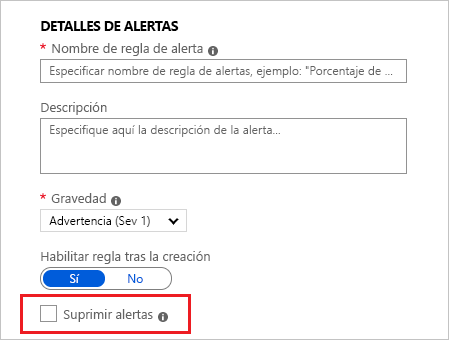 DETALLES DE ALERTAS
* Nombre de regla de alerta
Especificar nombre de regla de alertas, ejemplo: "Porcentaje de ...
Descripción
Especifique aquí la descripción de la alerta...
* Gravedad
Advertencia (Sev 1)
Habilitar regla tras la creación
Sí No
Suprimir alertas